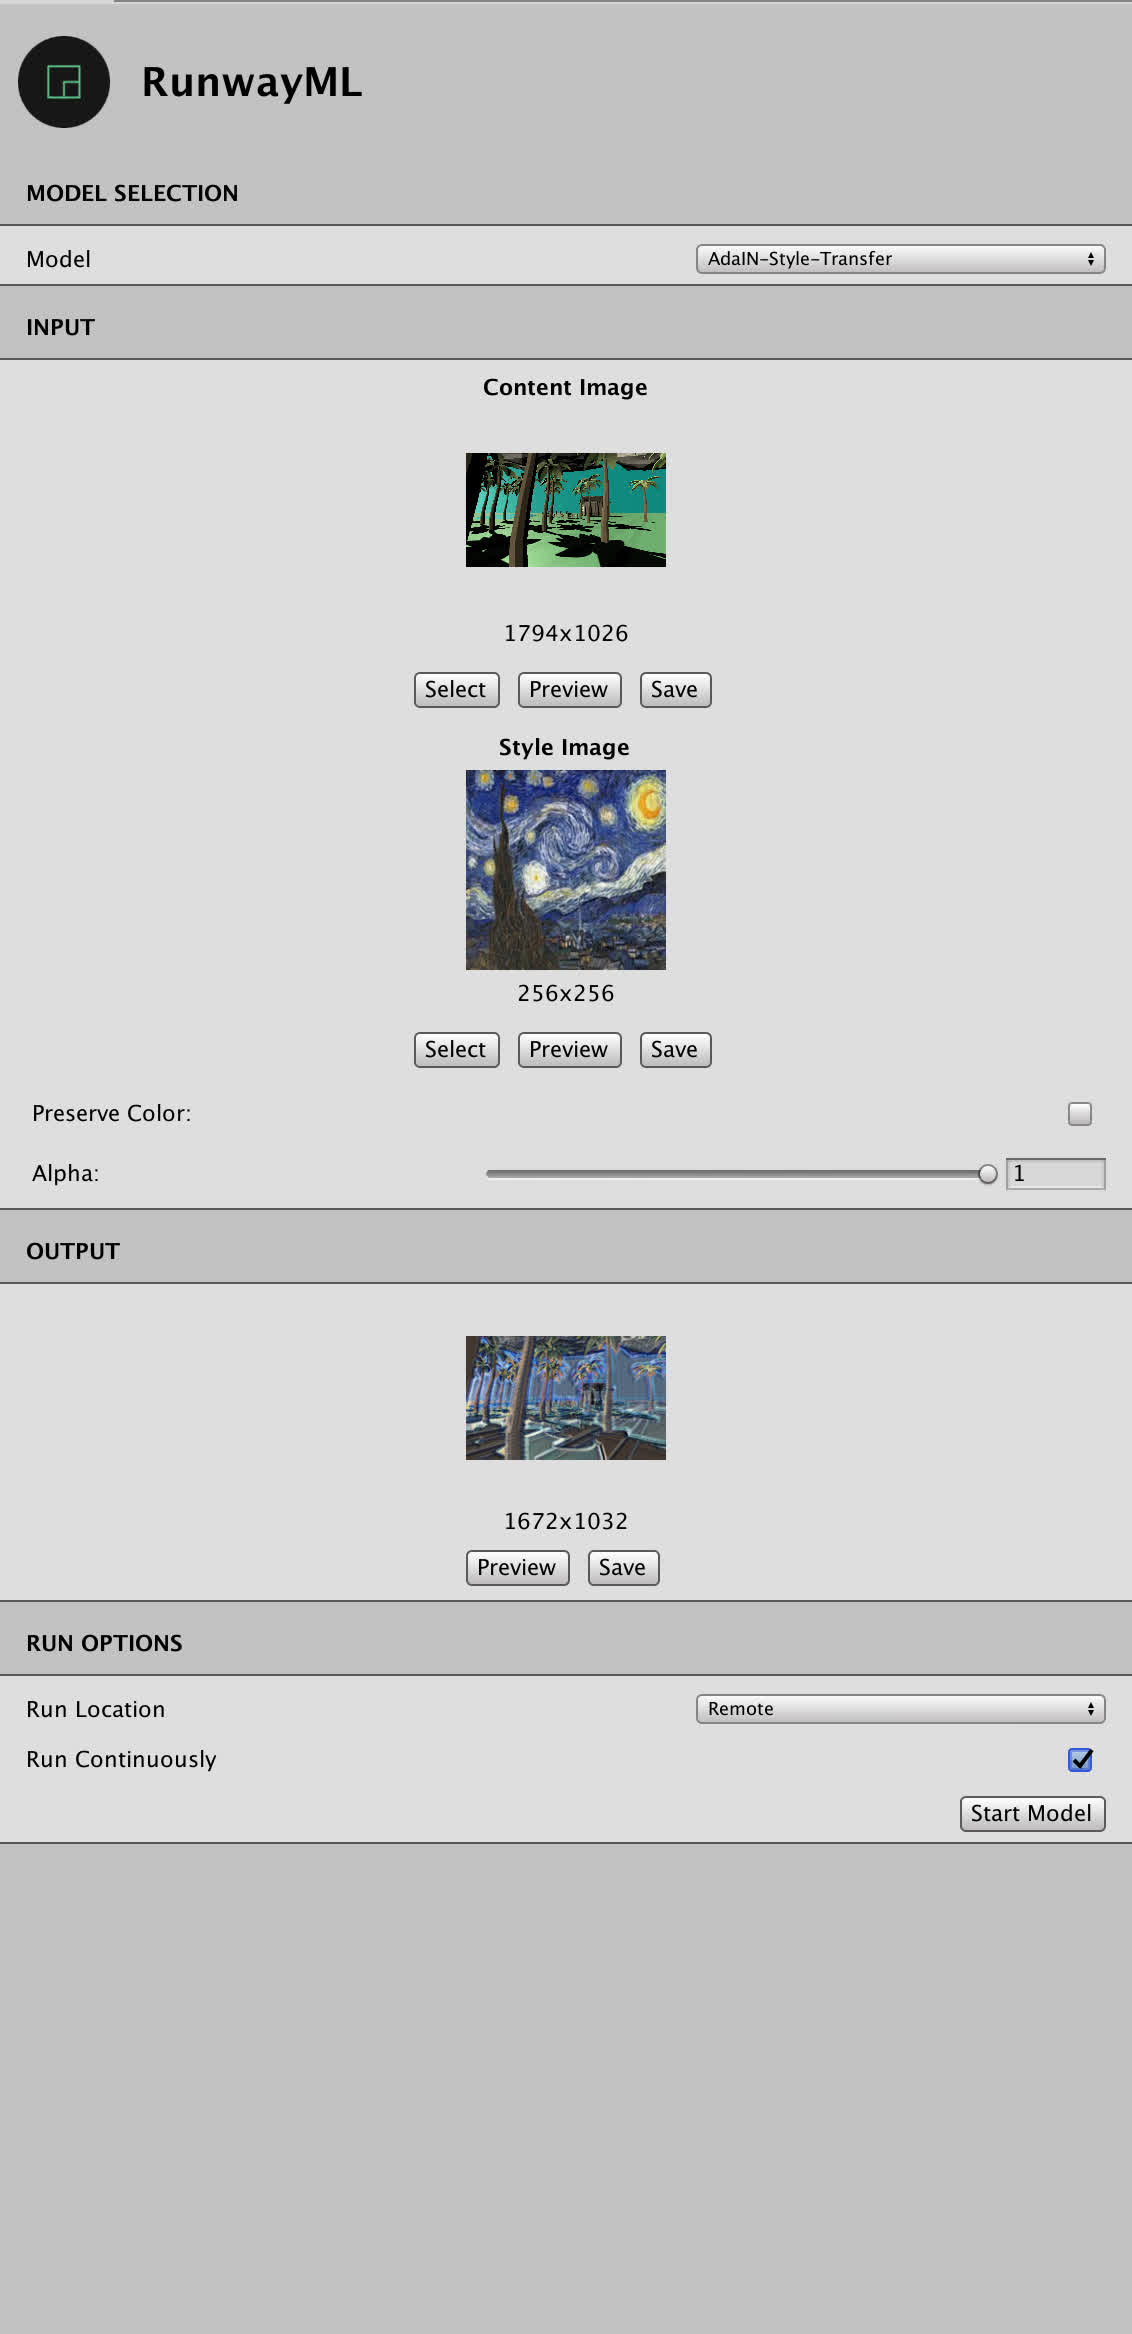 RunwayML
MODEL SELECTION
Model AdaIN-Style-Transfer
INPUT
Content Image
1794x1026
Select Preview Save
Style Image
256x256
Select Preview Save
Preserve Color:
Alpha: 1
OUTPUT
1672x1032
Preview Save
RUN OPTIONS
Run Location Remote
Run Continuously
Start Model